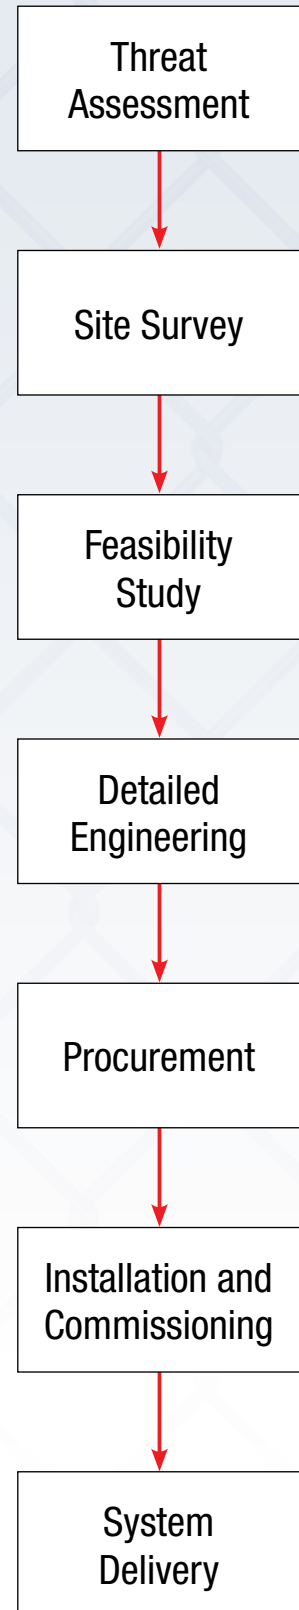 Threat
Assessment
Site Survey
Feasibility
Study
Detailed
Engineering
Procurement
Installation and
Commissioning
System
Delivery